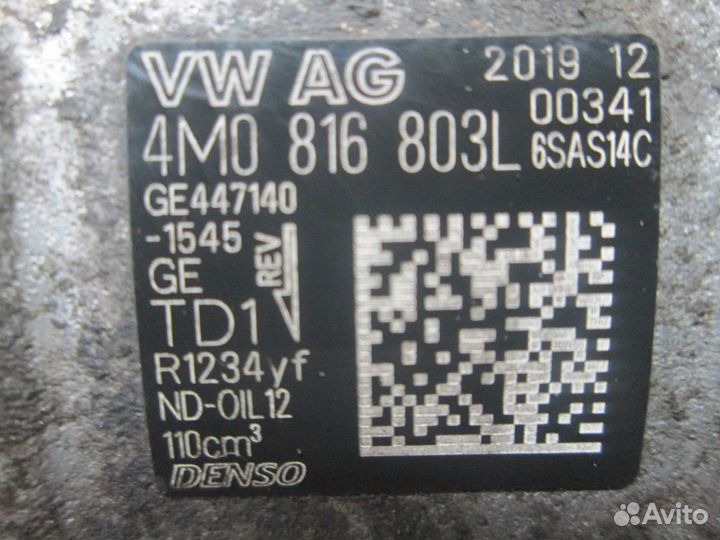 VW AG 2019 12
00341
4M0 816 803L 6SAS14C
GE447140
-1545
GE
REV
TD1
R1234yf
ND-OIL12
110cm³
DENSO
Avito